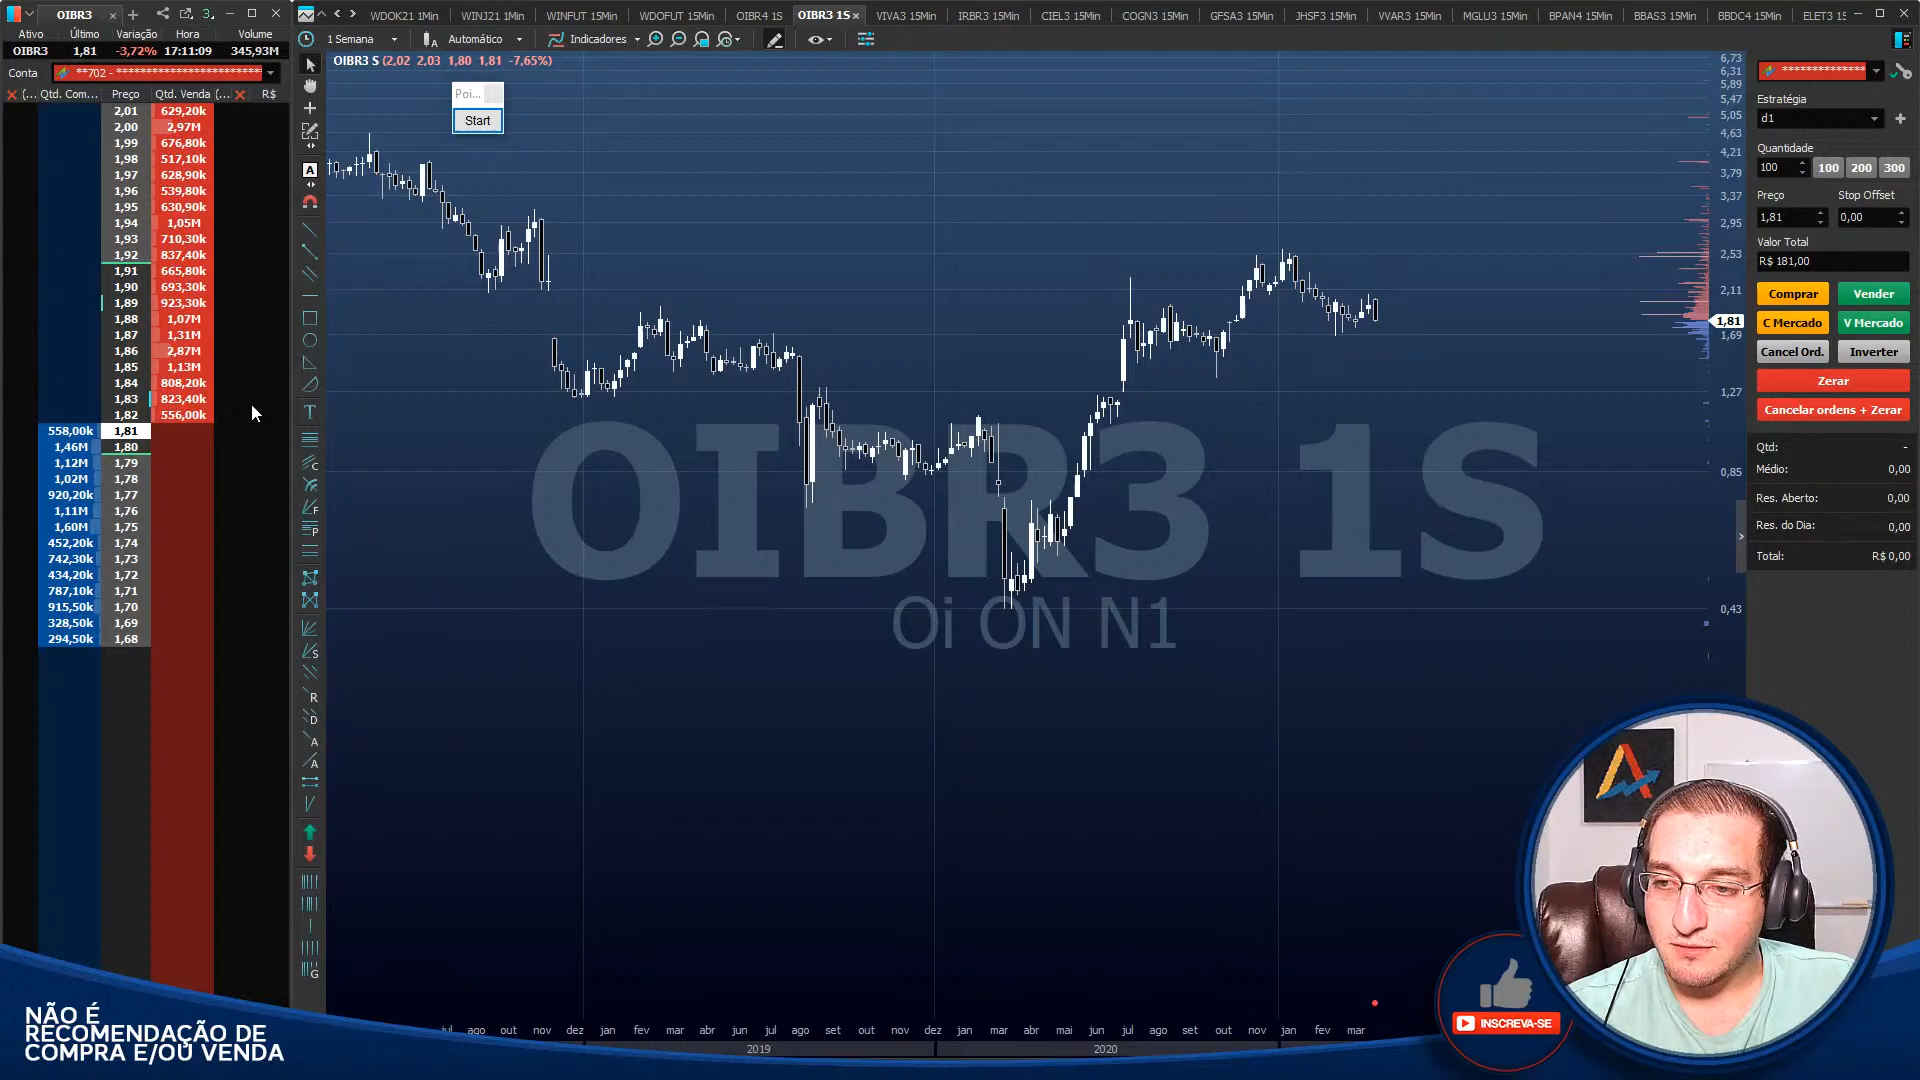 OIBR3
Ativo Último Variação Hora Volume
OIBR3 1,81 -3,72% 17:11:09 345,93M
Conta **702 - **************************
(... Qtd. Com... Preço Qtd. Venda (... R$
2,01 629,20k
2,00 2,97M
1,99 676,80k
1,98 517,10k
1,97 628,90k
1,96 539,80k
1,95 630,90k
1,94 1,05M
1,93 710,30k
1,92 837,40k
1,91 665,80k
1,90 693,30k
1,89 923,30k
1,88 1,07M
1,87 1,31M
1,86 2,87M
1,85 1,13M
1,84 808,20k
1,83 823,40k
1,82 556,00k
558,00k 1,81
1,46M 1,80
1,12M 1,79
1,02M 1,78
920,20k 1,77
1,11M 1,76
1,60M 1,75
452,20k 1,74
742,30k 1,73
434,20k 1,72
787,10k 1,71
915,50k 1,70
328,50k 1,69
294,50k 1,68
WDOK21 1Min WINJ21 1Min WINFUT 15Min WDOFUT 15Min OIBR4 1S OIBR3 1S VIVA3 15Min IRBR3 15Min CIEL3 15Min COGN3 15Min GFSA3 15Min JHSF3 15Min VVAR3 15Min MGLU3 15Min BPAN4 15Min BBAS3 15Min BBDC4 15Min ELET3 15
1 Semana Automático Indicadores
OIBR3 S (2,02 2,03 1,80 1,81 -7,65%)
Poi...
Start
OIBR3 1S
Oi ON N1
6,73
6,31
5,89
5,47
5,05
4,63
4,21
3,79
3,37
2,95
2,53
2,11
1,81
1,69
1,27
0,85
0,43
jul ago out nov dez jan fev mar abr jun jul ago set out nov dez jan mar abr mai jun jul ago set out nov jan fev mar
2019 2020
Estratégia
d1
Quantidade
100 100 200 300
Preço Stop Offset
1,81 0,00
Valor Total
R$ 181,00
Comprar Vender
C Mercado V Mercado
Cancel Ord. Inverter
Zerar
Cancelar ordens + Zerar
Qtd: -
Médio: 0,00
Res. Aberto: 0,00
Res. do Dia: 0,00
Total: R$ 0,00
NÃO É
RECOMENDAÇÃO DE
COMPRA E/OU VENDA
INSCREVA-SE